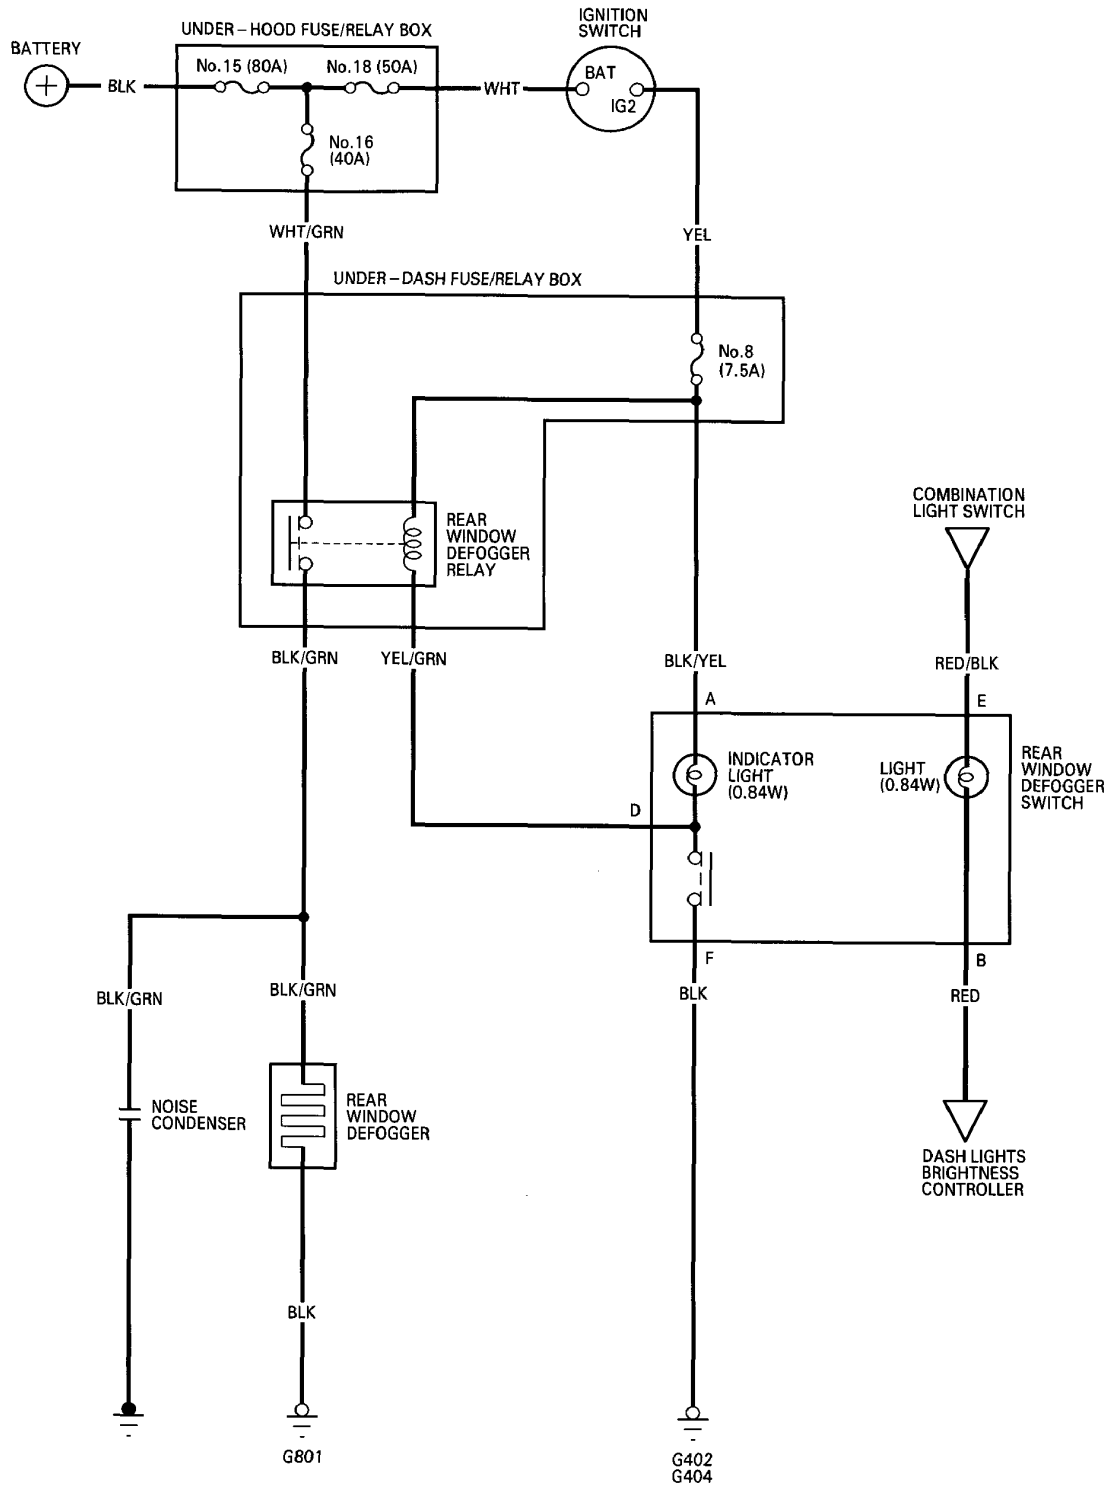 IGNITION
SWITCH
UNDER–HOOD FUSE/RELAY BOX
BATTERY
No.15 (80A)
No.18 (50A)
BLK
WHT
BAT
IG2
No.16
(40A)
WHT/GRN
YEL
UNDER–DASH FUSE/RELAY BOX
No.8
(7.5A)
COMBINATION
LIGHT SWITCH
REAR
WINDOW
DEFOGGER
RELAY
BLK/GRN
YEL/GRN
BLK/YEL
RED/BLK
A
E
INDICATOR
LIGHT
(0.84W)
LIGHT
(0.84W)
REAR
WINDOW
DEFOGGER
SWITCH
D
F
B
BLK/GRN
BLK/GRN
BLK
RED
NOISE
CONDENSER
REAR
WINDOW
DEFOGGER
DASH LIGHTS
BRIGHTNESS
CONTROLLER
BLK
G801
G402
G404